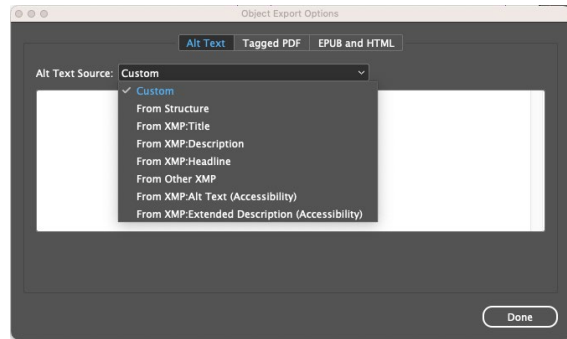 Object Export Options
Alt Text Tagged PDF EPUB and HTML
Alt Text Source: Custom
Custom
From Structure
From XMP:Title
From XMP:Description
From XMP:Headline
From Other XMP
From XMP:Alt Text (Accessibility)
From XMP:Extended Description (Accessibility)
Done